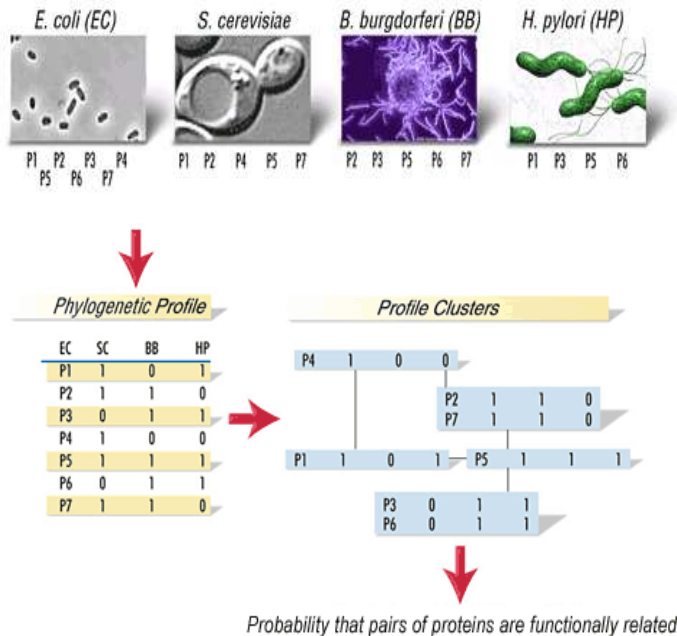 E. coli (EC) S. cerevisiae B. burgdorferi (BB) H. pylori (HP)
P1 P2 P3 P4 P1 P2 P4 P5 P7 P2 P3 P5 P6 P7 P1 P3 P5 P6
P5 P6 P7
Phylogenetic Profile
EC SC BB HP
P1 1 0 1
P2 1 1 0
P3 0 1 1
P4 1 0 0
P5 1 1 1
P6 0 1 1
P7 1 1 0
Profile Clusters
P4 1 0 0
P2 1 1 0
P7 1 1 0
P1 1 0 1 P5 1 1 1
P3 0 1 1
P6 0 1 1
Probability that pairs of proteins are functionally related